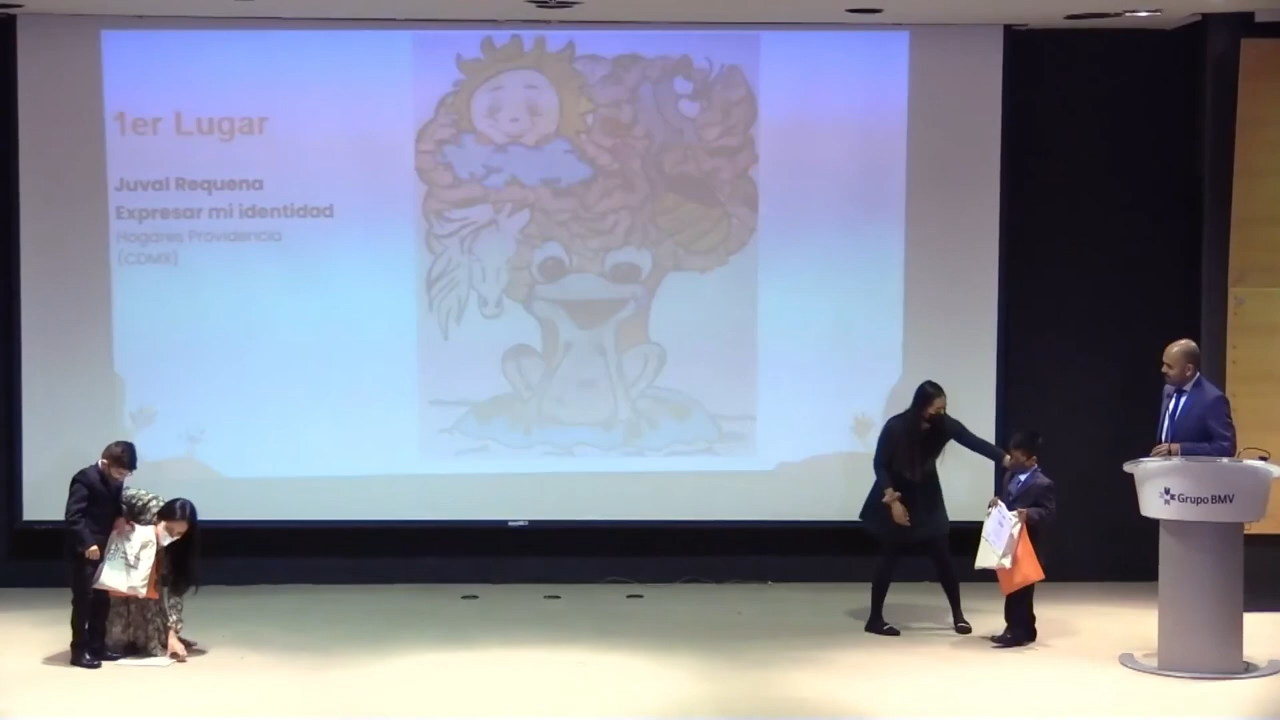 1er Lugar
Juval Requena
Expresar mi identidad
Hogares Providencia
(CDMX)
Grupo BMV